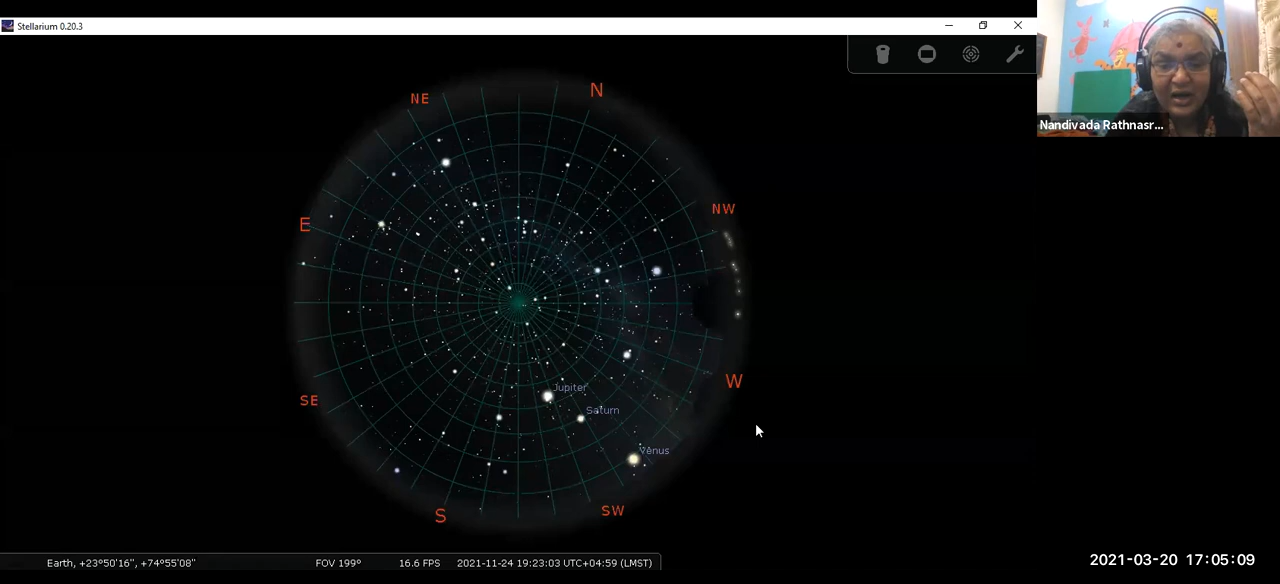 Stellarium 0.20.3
Nandivada Rathnasr...
N
NE
NW
E
W
Jupiter
Saturn
SE
Venus
SW
S
Earth, +23°50'16", +74°55'08"
FOV 199°
16.6 FPS
2021-11-24 19:23:03 UTC+04:59 (LMST)
2021-03-20 17:05:09